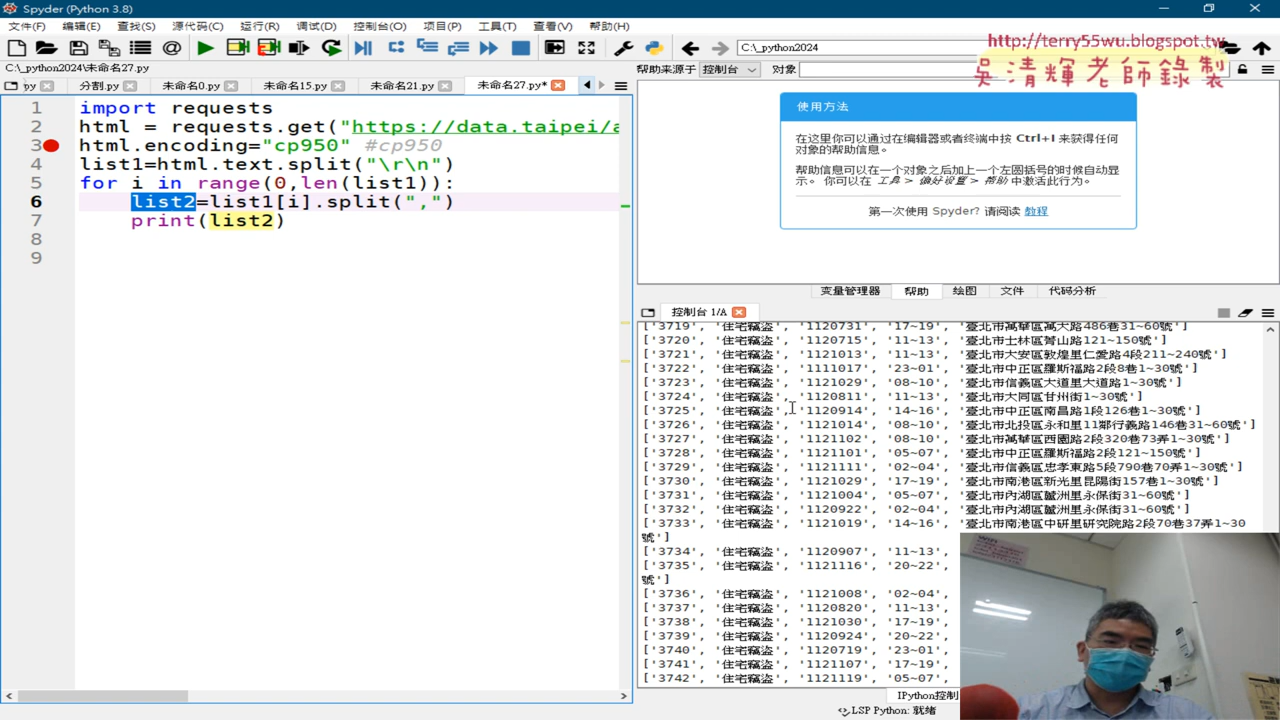 Spyder (Python 3.8)
文件(F) 编辑(E) 查找(S) 源代码(C) 运行(R) 调试(D) 控制台(O) 项目(P) 工具(T) 查看(V) 帮助(H)
C:\_python2024
http://terry55wu.blogspot.tw
吳清輝老師錄製
C:\_python2024\未命名27.py
帮助来源于 控制台 对象
py 分割.py 未命名0.py 未命名15.py 未命名21.py 未命名27.py*
1 import requests
2 html = requests.get("https://data.taipei/a
3 html.encoding="cp950" #cp950
4 list1=html.text.split("\r\n")
5 for i in range(0,len(list1)):
6 list2=list1[i].split(",")
7 print(list2)
8
9
使用方法
在这里你可以通过在编辑器或者终端中按 Ctrl+I 来获得任何
对象的帮助信息。
帮助信息可以在一个对象之后加上一个左圆括号的时候自动显
示。 你可以在 工具 > 偏好设置 > 帮助 中激活此行为。
第一次使用 Spyder? 请阅读 教程
变量管理器 帮助 绘图 文件 代码分析
控制台 1/A
['3719', '住宅竊盜', '1120731', '17~19', '臺北市萬華區萬大路486巷31~60號']
['3720', '住宅竊盜', '1120715', '11~13', '臺北市士林區菁山路121~150號']
['3721', '住宅竊盜', '1121013', '11~13', '臺北市大安區敦煌里仁愛路4段211~240號']
['3722', '住宅竊盜', '1111017', '23~01', '臺北市中正區羅斯福路2段8巷1~30號']
['3723', '住宅竊盜', '1121029', '08~10', '臺北市信義區大道里大道路1~30號']
['3724', '住宅竊盜', '1120811', '11~13', '臺北市大同區甘州街1~30號']
['3725', '住宅竊盜', '1120914', '14~16', '臺北市中正區南昌路1段126巷1~30號']
['3726', '住宅竊盜', '1121014', '08~10', '臺北市北投區永和里11鄰行義路146巷31~60號']
['3727', '住宅竊盜', '1121102', '08~10', '臺北市萬華區西園路2段320巷73弄1~30號']
['3728', '住宅竊盜', '1121101', '05~07', '臺北市中正區羅斯福路2段121~150號']
['3729', '住宅竊盜', '1121111', '02~04', '臺北市信義區忠孝東路5段790巷70弄1~30號']
['3730', '住宅竊盜', '1121029', '17~19', '臺北市南港區新光里昆陽街157巷1~30號']
['3731', '住宅竊盜', '1121004', '05~07', '臺北市內湖區蘆洲里永保街31~60號']
['3732', '住宅竊盜', '1120922', '02~04', '臺北市內湖區蘆洲里永保街31~60號']
['3733', '住宅竊盜', '1121019', '14~16', '臺北市南港區中研里研究院路2段70巷37弄1~30
號']
['3734', '住宅竊盜', '1120907', '11~13',
['3735', '住宅竊盜', '1121116', '20~22',
號']
['3736', '住宅竊盜', '1121008', '02~04',
['3737', '住宅竊盜', '1120820', '11~13',
['3738', '住宅竊盜', '1121030', '17~19',
['3739', '住宅竊盜', '1120924', '20~22',
['3740', '住宅竊盜', '1120719', '23~01',
['3741', '住宅竊盜', '1121107', '17~19',
['3742', '住宅竊盜', '1121119', '05~07',
IPython控制
LSP Python: 就绪